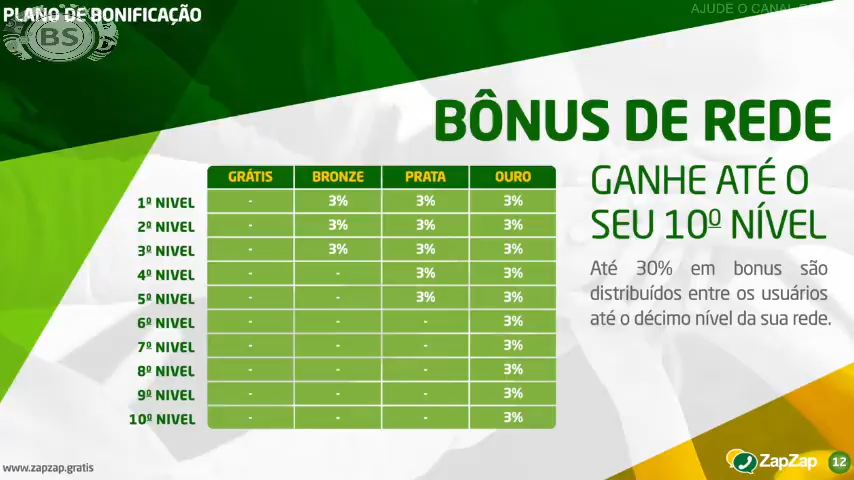 PLANO DE BONIFICAÇÃO
BS
AJUDE O CANAL
BÔNUS DE REDE
GANHE ATÉ O
SEU 10º NÍVEL
Até 30% em bonus são
distribuídos entre os usuários
até o décimo nível da sua rede.
GRÁTIS BRONZE PRATA OURO
1º NIVEL - 3% 3% 3%
2º NIVEL - 3% 3% 3%
3º NIVEL - 3% 3% 3%
4º NIVEL - - 3% 3%
5º NIVEL - - 3% 3%
6º NIVEL - - - 3%
7º NIVEL - - - 3%
8º NIVEL - - - 3%
9º NIVEL - - - 3%
10º NIVEL - - - 3%
www.zapzap.gratis
ZapZap 12